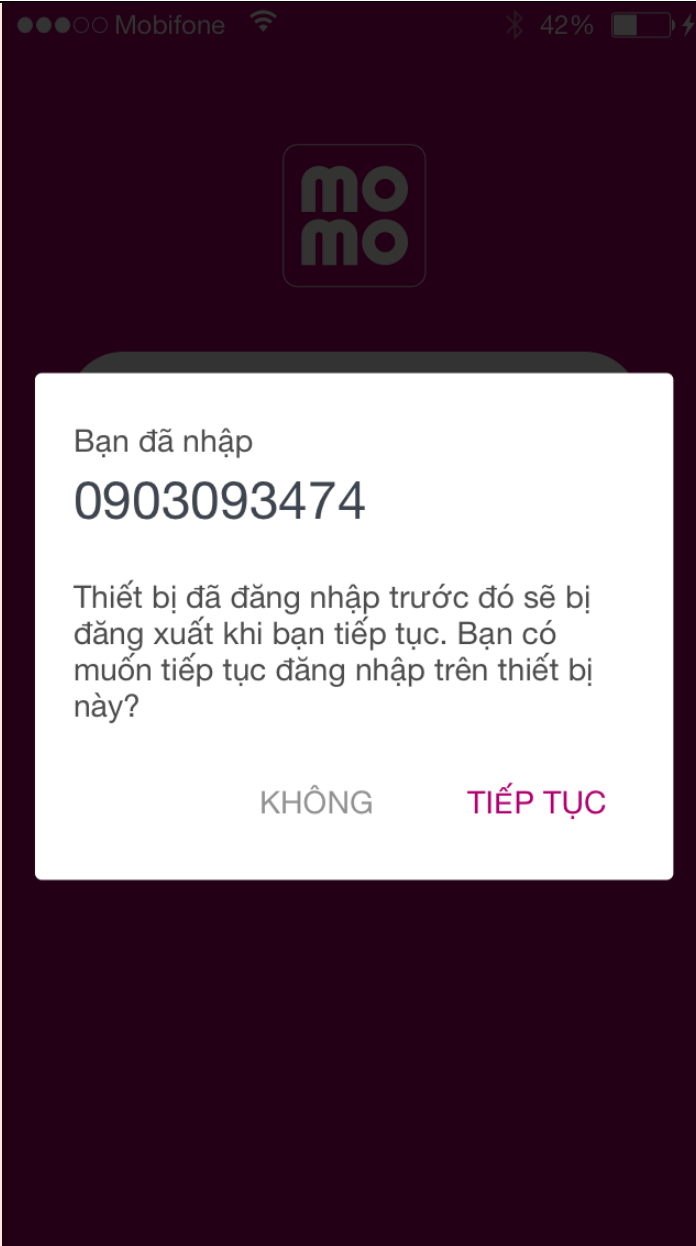 Mobifone 42%
mo
mo
Bạn đã nhập
0903093474
Thiết bị đã đăng nhập trước đó sẽ bị
đăng xuất khi bạn tiếp tục. Bạn có
muốn tiếp tục đăng nhập trên thiết bị
này?
KHÔNG TIẾP TỤC